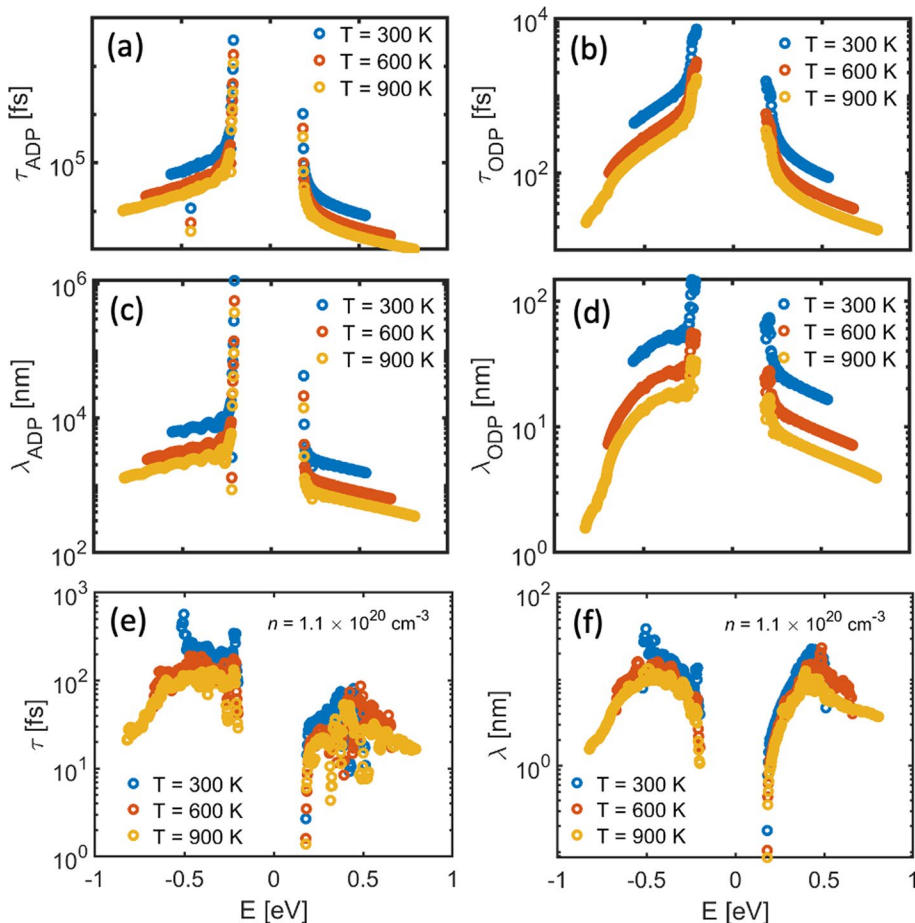 (a)
T = 300 K
T = 600 K
T = 900 K
τADP [fs]
10^5
(b)
T = 300 K
T = 600 K
T = 900 K
τODP [fs]
10^4
10^2
(c)
T = 300 K
T = 600 K
T = 900 K
λADP [nm]
10^6
10^4
10^2
(d)
T = 300 K
T = 600 K
T = 900 K
λODP [nm]
10^2
10^1
10^0
(e)
n = 1.1 × 10^20 cm^-3
T = 300 K
T = 600 K
T = 900 K
τ [fs]
10^3
10^2
10^1
10^0
-1 -0.5 0 0.5 1
E [eV]
(f)
n = 1.1 × 10^20 cm^-3
T = 300 K
T = 600 K
T = 900 K
λ [nm]
10^2
10^0
-1 -0.5 0 0.5 1
E [eV]